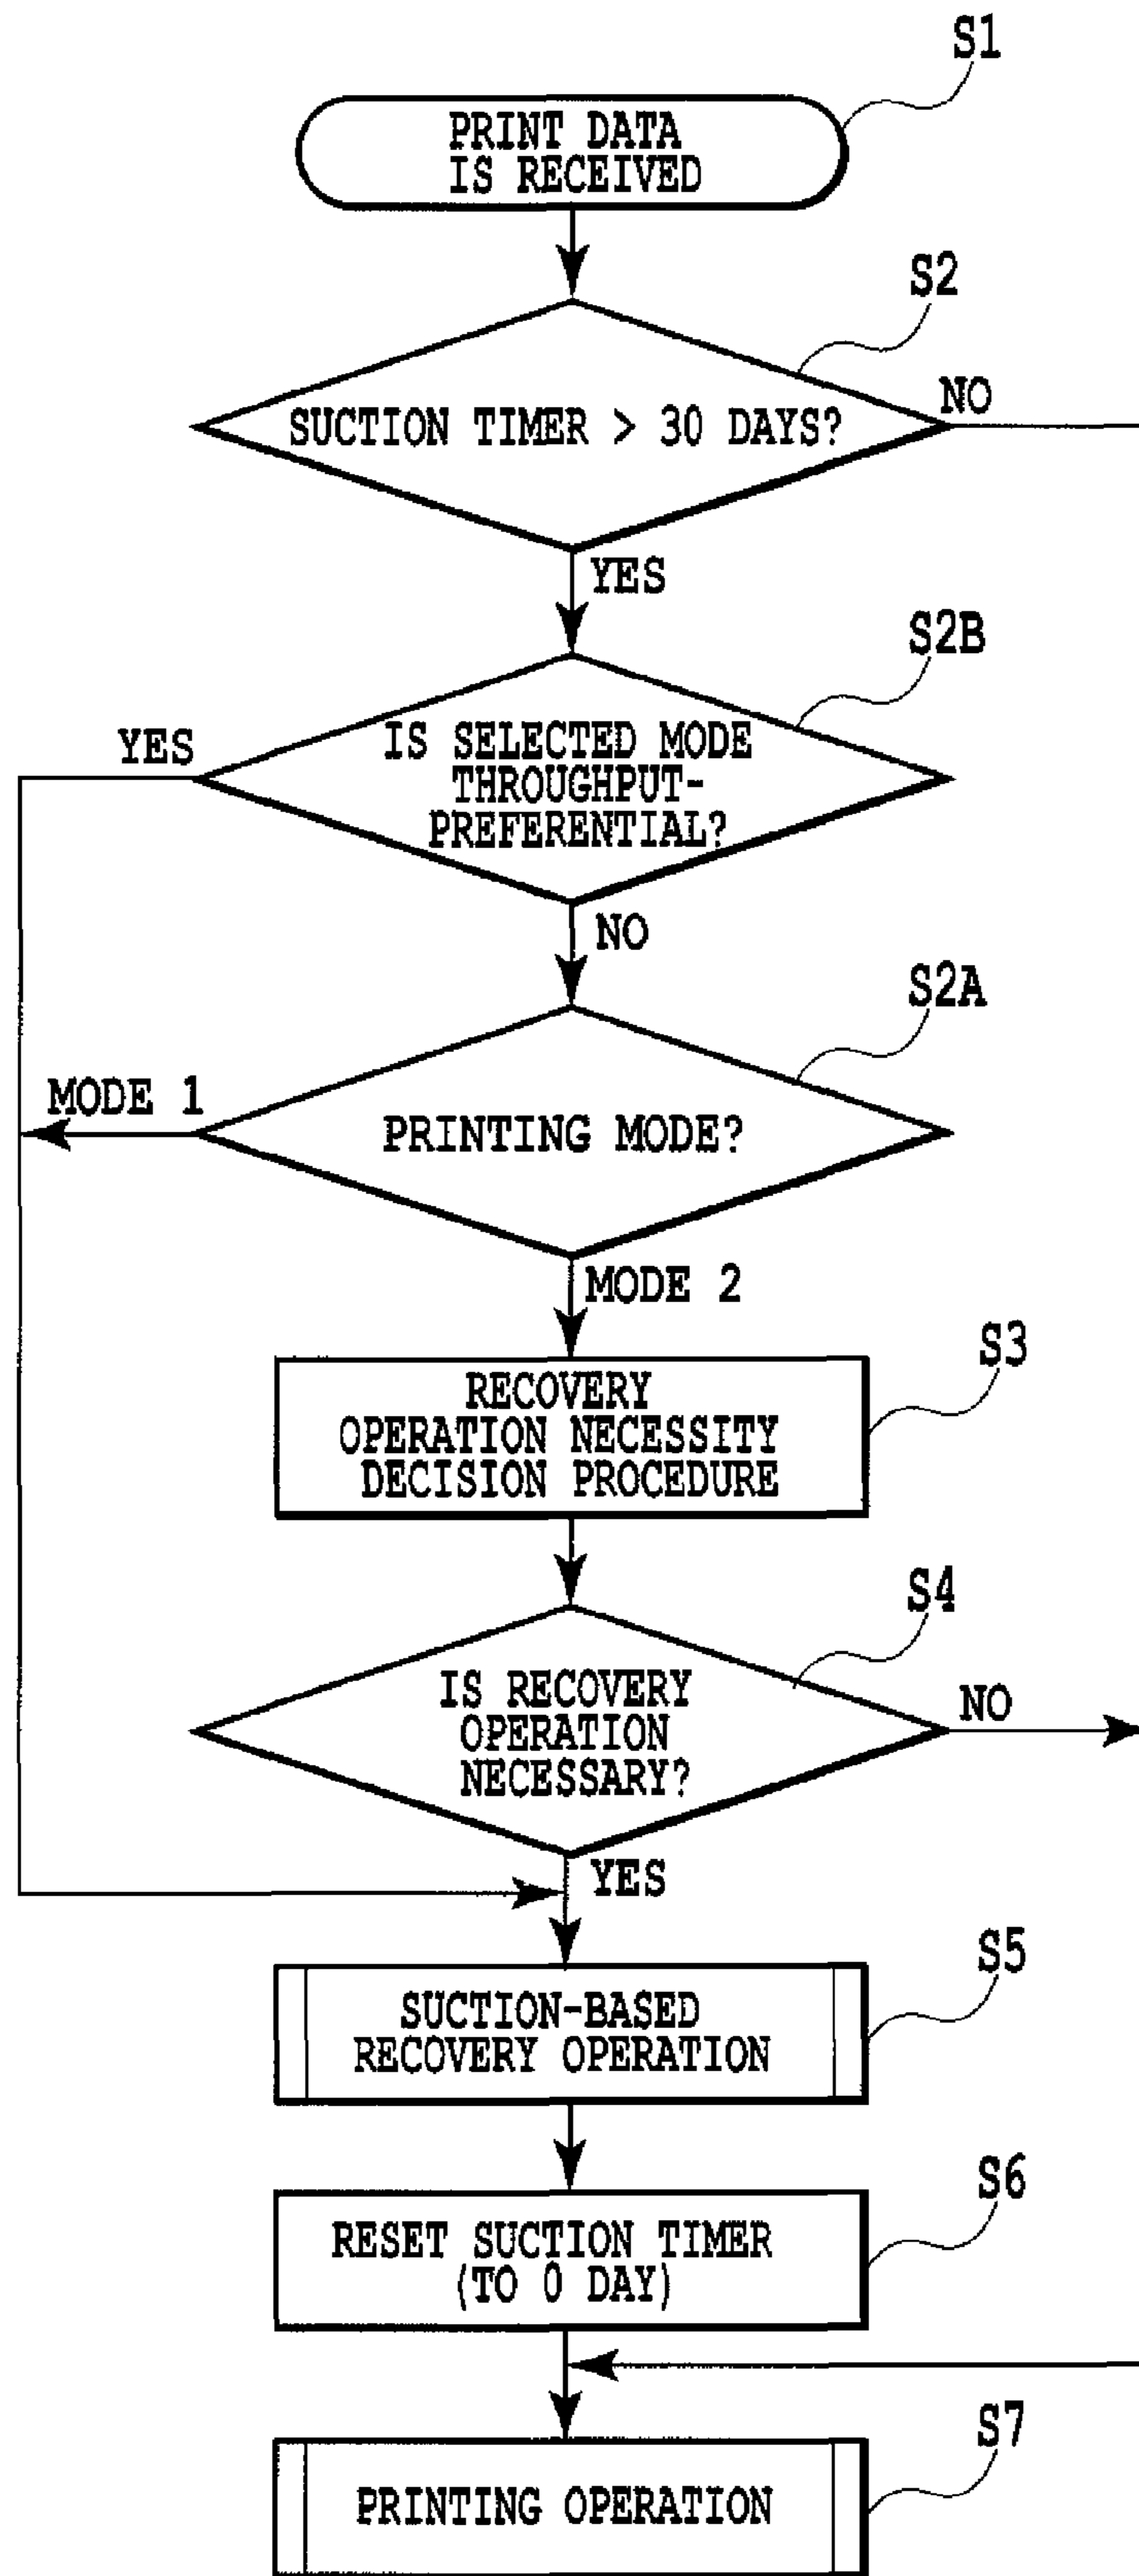 S1
PRINT DATA
IS RECEIVED
S2
SUCTION TIMER > 30 DAYS?
NO
YES
S2B
YES
IS SELECTED MODE
THROUGHPUT-
PREFERENTIAL?
NO
S2A
MODE 1
PRINTING MODE?
MODE 2
S3
RECOVERY
OPERATION NECESSITY
DECISION PROCEDURE
S4
IS RECOVERY
OPERATION
NECESSARY?
NO
YES
S5
SUCTION-BASED
RECOVERY OPERATION
S6
RESET SUCTION TIMER
(TO 0 DAY)
S7
PRINTING OPERATION